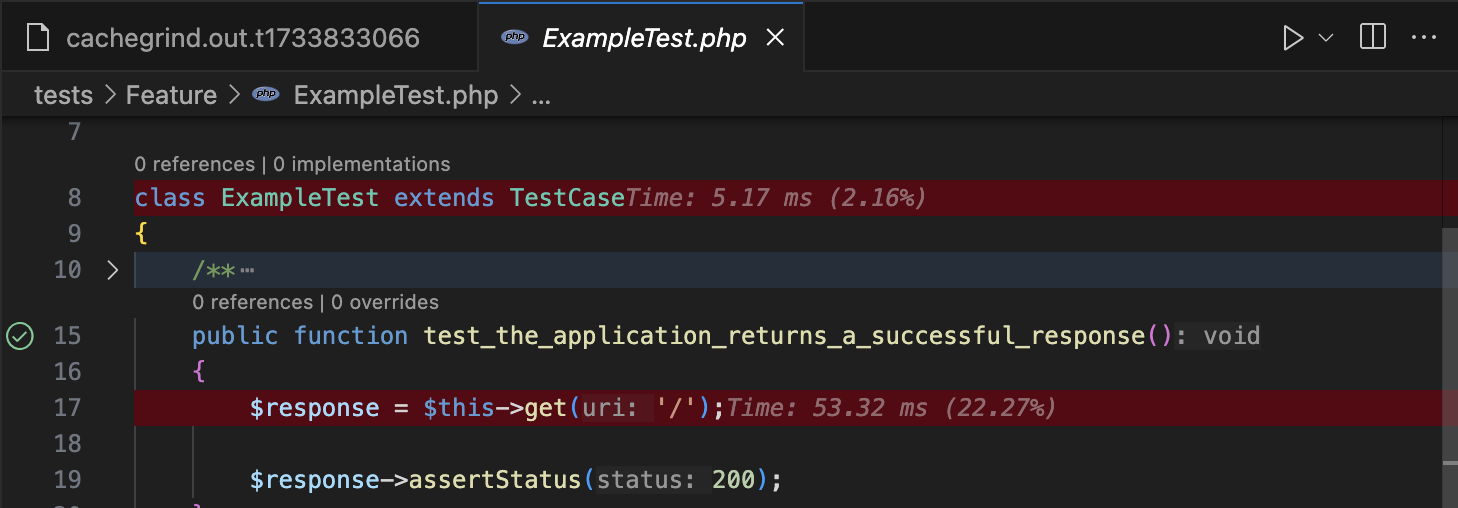 cachegrind.out.t1733833066 php ExampleTest.php
tests > Feature > php ExampleTest.php > ...
7
0 references | 0 implementations
8 class ExampleTest extends TestCaseTime: 5.17 ms (2.16%)
9 {
10 /** ⋯
0 references | 0 overrides
15 public function test_the_application_returns_a_successful_response(): void
16 {
17 $response = $this->get(uri: '/');Time: 53.32 ms (22.27%)
18
19 $response->assertStatus(status: 200);